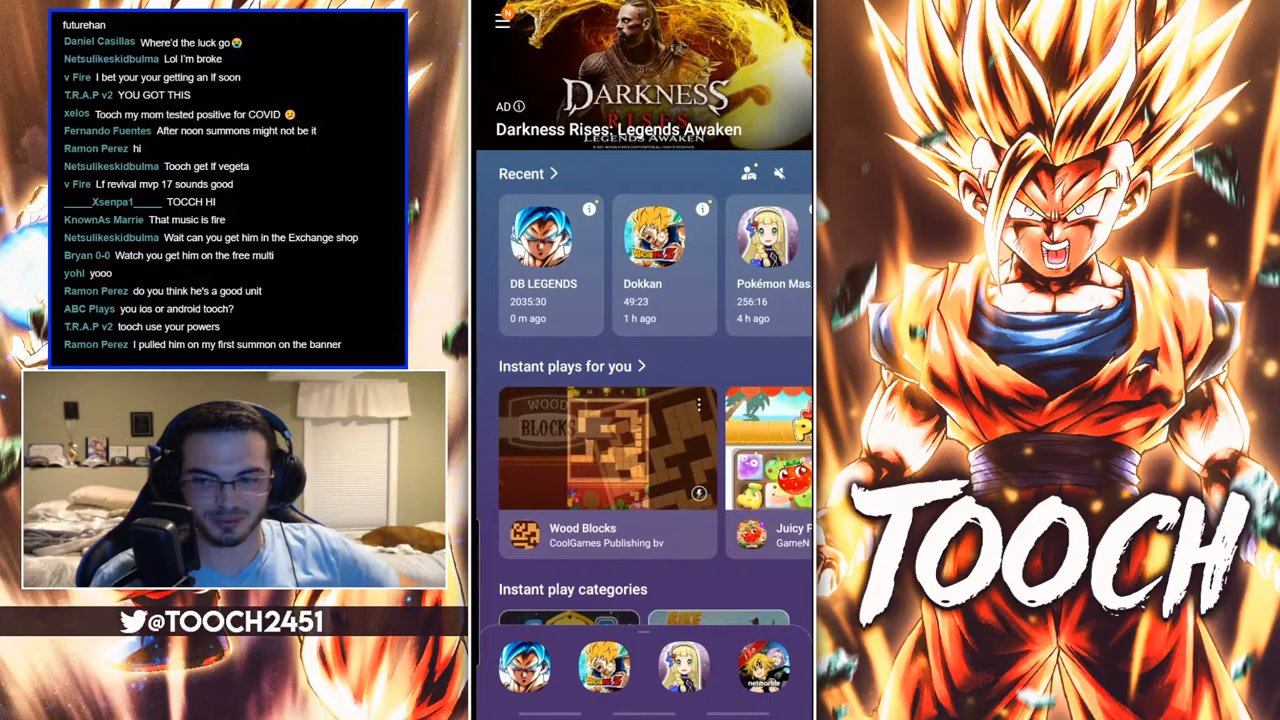 futurehan
Daniel Casillas Where'd the luck go😭
Netsulikeskidbulma Lol I'm broke
v Fire I bet your your getting an lf soon
T.R.A.P v2 YOU GOT THIS
xelos Tooch my mom tested positive for COVID 😕
Fernando Fuentes After noon summons might not be it
Ramon Perez hi
Netsulikeskidbulma Tooch get lf vegeta
v Fire Lf revival mvp 17 sounds good
_____Xsenpa1_____ TOCCH HI
KnownAs Marrie That music is fire
Netsulikeskidbulma Wait can you get him in the Exchange shop
Bryan 0-0 Watch you get him on the free multi
yohl yooo
Ramon Perez do you think he's a good unit
ABC Plays you ios or android tooch?
T.R.A.P v2 tooch use your powers
Ramon Perez I pulled him on my first summon on the banner
@TOOCH2451
N
DARKNESS
RISES
LEGENDS AWAKEN
AD
Darkness Rises: Legends Awaken
Recent >
DB LEGENDS
2035:30
0 m ago
Dokkan
49:23
1 h ago
Pokémon Mas
256:16
4 h ago
Instant plays for you >
WOOD
BLOCKS
Wood Blocks
CoolGames Publishing bv
Juicy F
GameN
Instant play categories
BIKE
netmarble
TOOCH